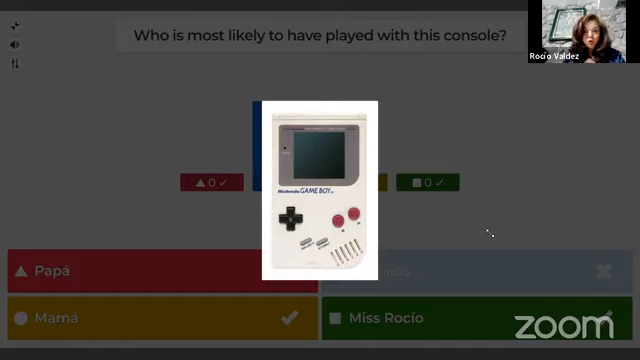 Who is most likely to have played with this console?
Rocío Valdez
0
0
Nintendo GAME BOY
Papá
Mamá
Miss Rocío
zoom